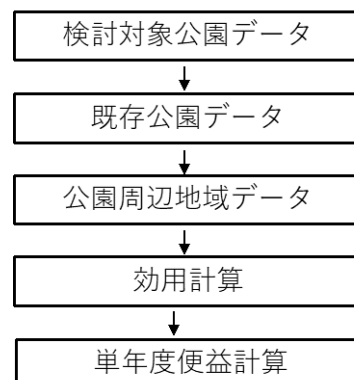 検討対象公園データ
既存公園データ
公園周辺地域データ
効用計算
単年度便益計算